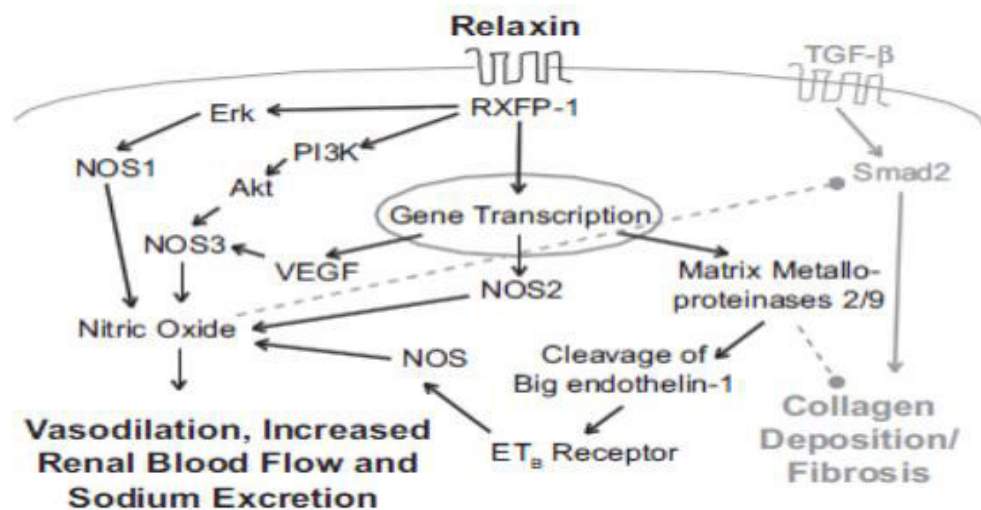 Relaxin
TGF-β
RXFP-1
Erk
PI3K
NOS1
Akt
Smad2
Gene Transcription
NOS3
VEGF
NOS2
Matrix Metallo-
proteinases 2/9
Nitric Oxide
NOS
Cleavage of
Big endothelin-1
ET_B Receptor
Vasodilation, Increased
Renal Blood Flow and
Sodium Excretion
Collagen
Deposition/
Fibrosis